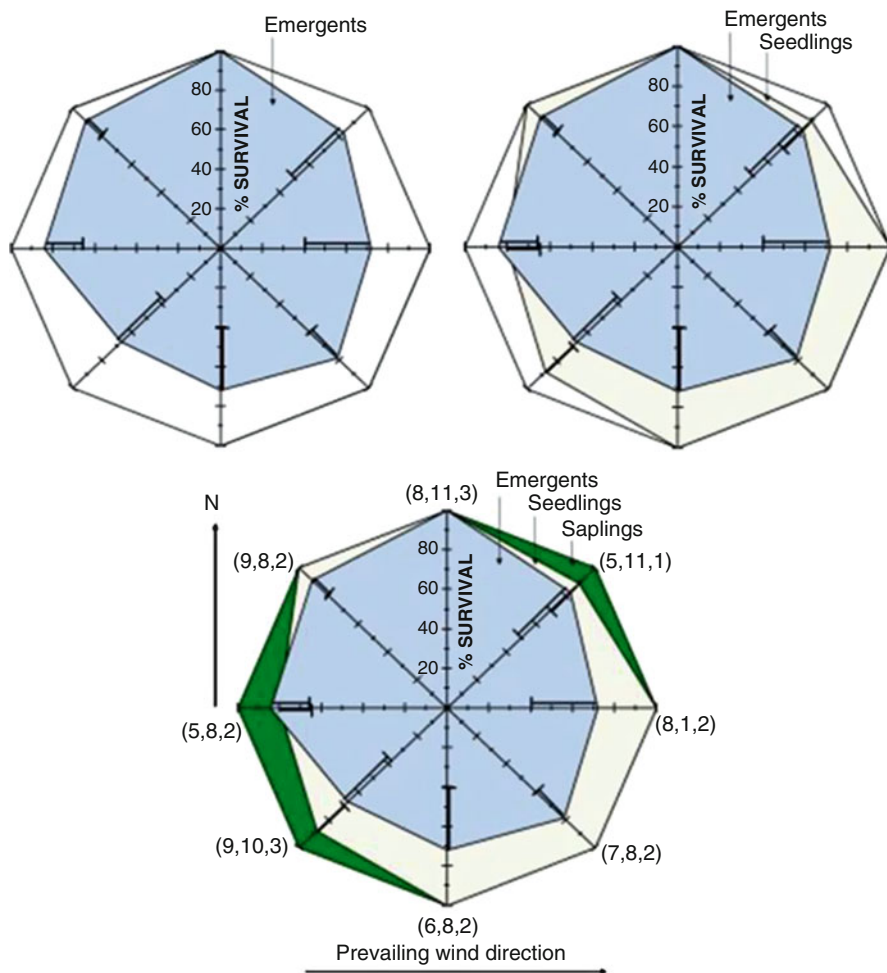 Emergents
80
60
40
20
% SURVIVAL
Emergents
Seedlings
80
60
40
20
% SURVIVAL
N
(8,11,3)
Emergents
Seedlings
Saplings
(9,8,2)
(5,11,1)
80
60
40
20
% SURVIVAL
(5,8,2)
(8,1,2)
(9,10,3)
(7,8,2)
(6,8,2)
Prevailing wind direction